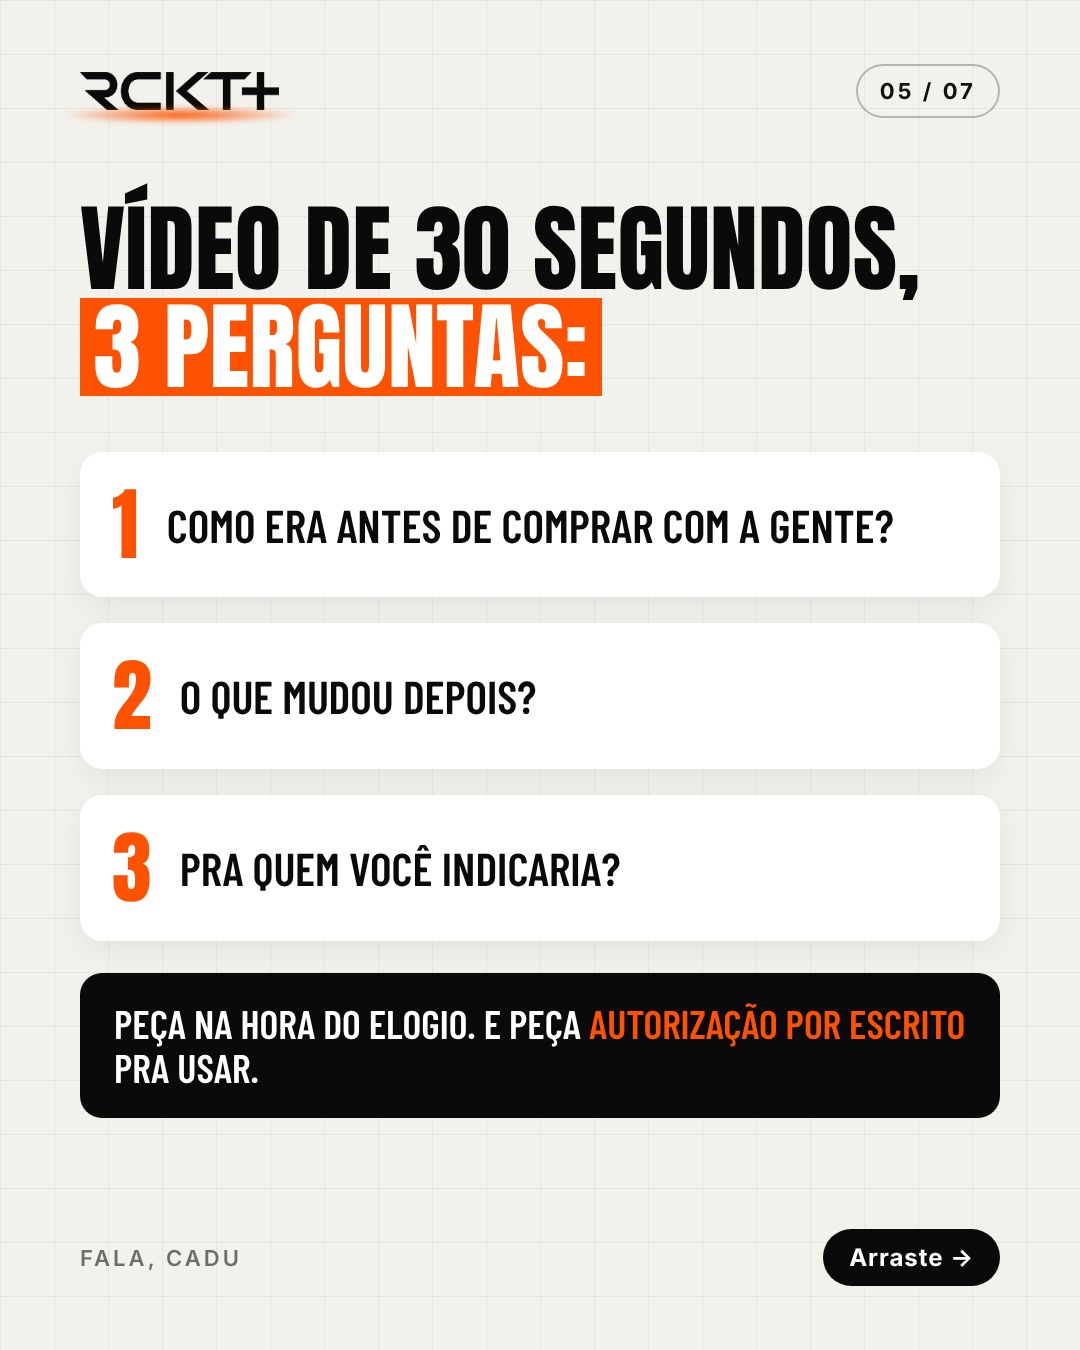 RCKT+
05 / 07
VÍDEO DE 30 SEGUNDOS,
3 PERGUNTAS:
1 COMO ERA ANTES DE COMPRAR COM A GENTE?
2 O QUE MUDOU DEPOIS?
3 PRA QUEM VOCÊ INDICARIA?
PEÇA NA HORA DO ELOGIO. E PEÇA AUTORIZAÇÃO POR ESCRITO
PRA USAR.
FALA, CADU
Arraste →